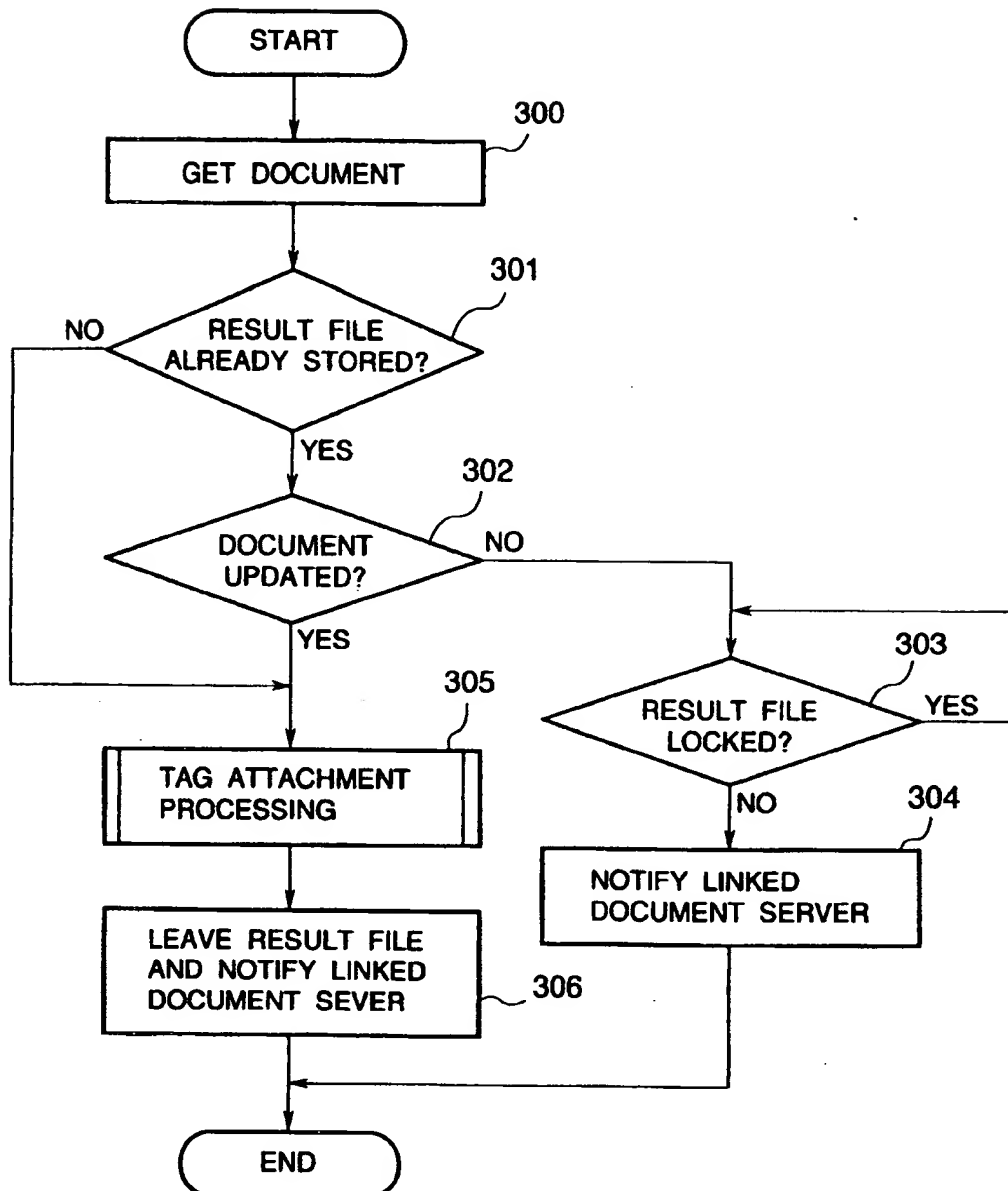 START
300
GET DOCUMENT
301
NO
RESULT FILE
ALREADY STORED?
YES
302
DOCUMENT
UPDATED?
NO
YES
303
RESULT FILE
LOCKED?
YES
NO
305
TAG ATTACHMENT
PROCESSING
304
NOTIFY LINKED
DOCUMENT SERVER
LEAVE RESULT FILE
AND NOTIFY LINKED
DOCUMENT SEVER
306
END